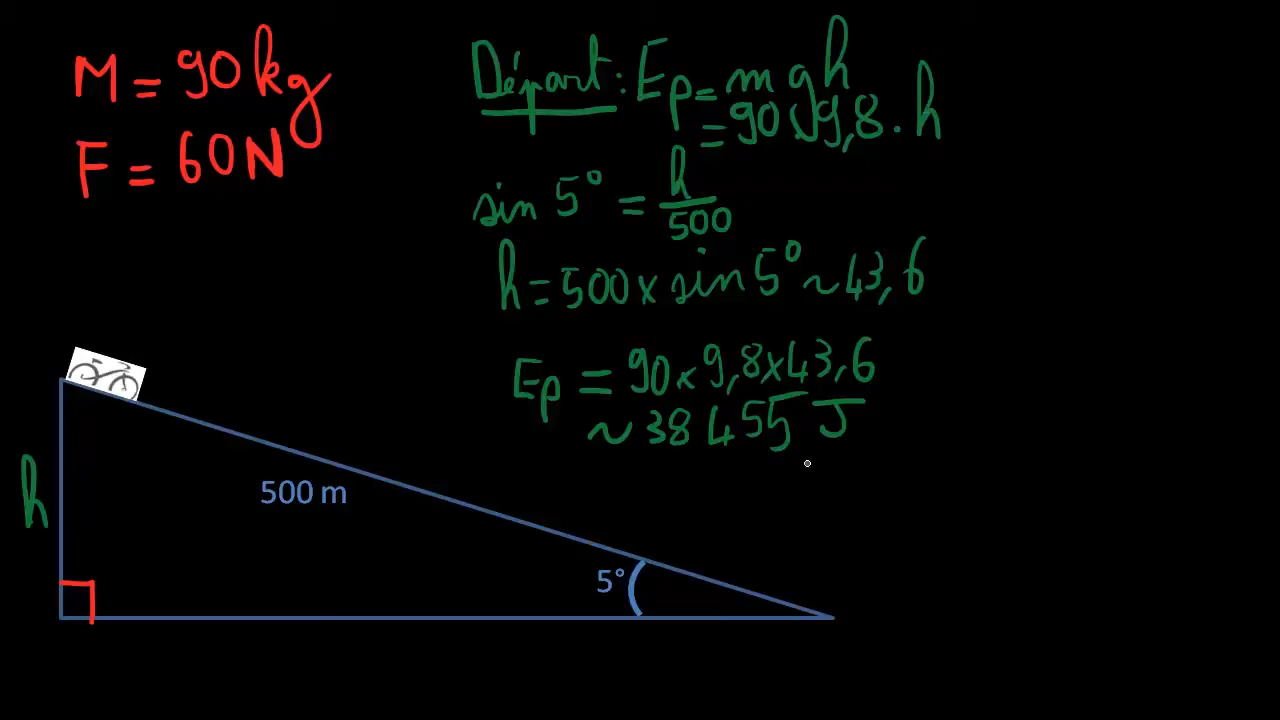 M = 90 kg
F = 60 N
Départ : Ep = m g h
= 90 × 9,8 . h
sin 5° = h/500
h = 500 x sin 5° ~ 43,6
Ep = 90 x 9,8 x 43,6
~ 38 455 J
h
500 m
5°